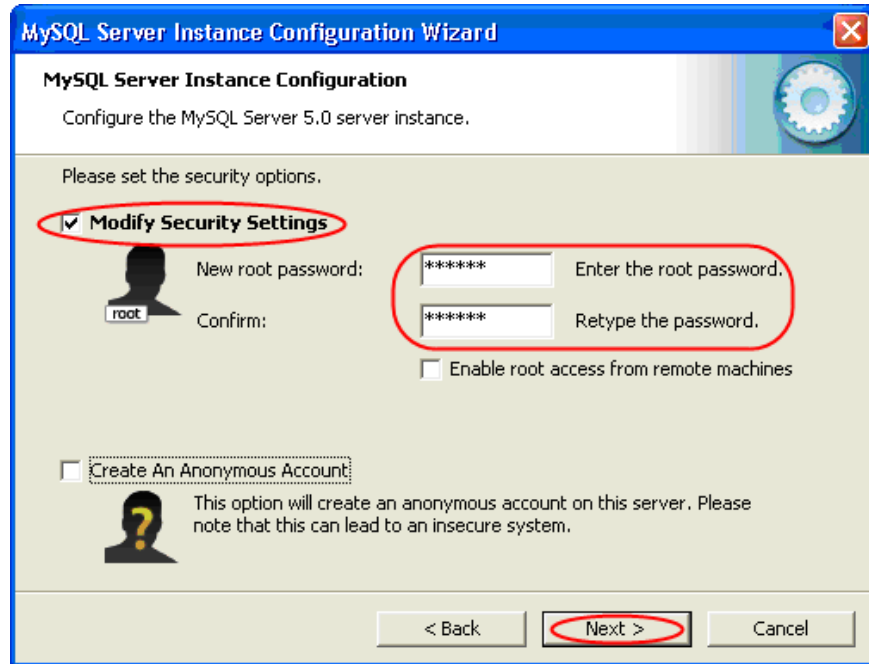 MySQL Server Instance Configuration Wizard
MySQL Server Instance Configuration
Configure the MySQL Server 5.0 server instance.
Please set the security options.
Modify Security Settings
root
New root password:
****** 
Enter the root password.
Confirm:
******
Retype the password.
Enable root access from remote machines
Create An Anonymous Account
?
This option will create an anonymous account on this server. Please
note that this can lead to an insecure system.
< Back
Next >
Cancel